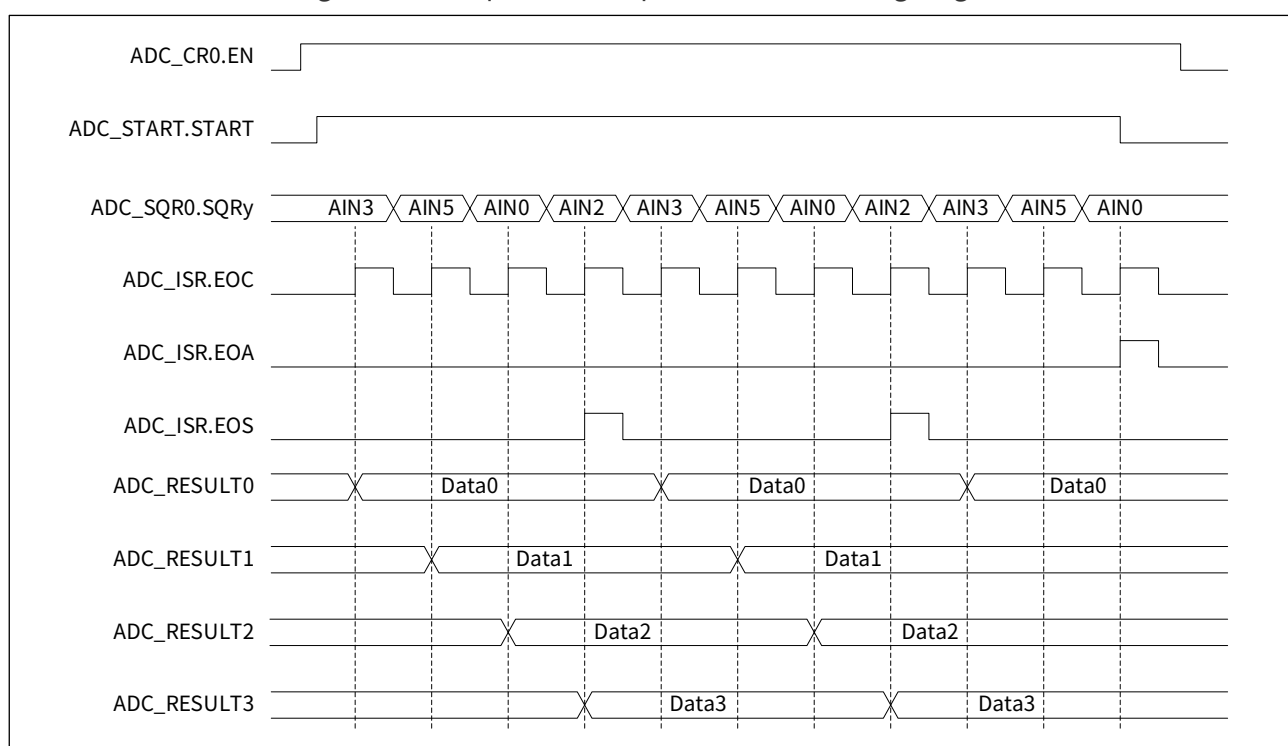 ADC_CR0.EN
ADC_START.START
ADC_SQR0.SQRy AIN3 AIN5 AIN0 AIN2 AIN3 AIN5 AIN0 AIN2 AIN3 AIN5 AIN0
ADC_ISR.EOC
ADC_ISR.EOA
ADC_ISR.EOS
ADC_RESULT0 Data0 Data0 Data0
ADC_RESULT1 Data1 Data1
ADC_RESULT2 Data2 Data2
ADC_RESULT3 Data3 Data3